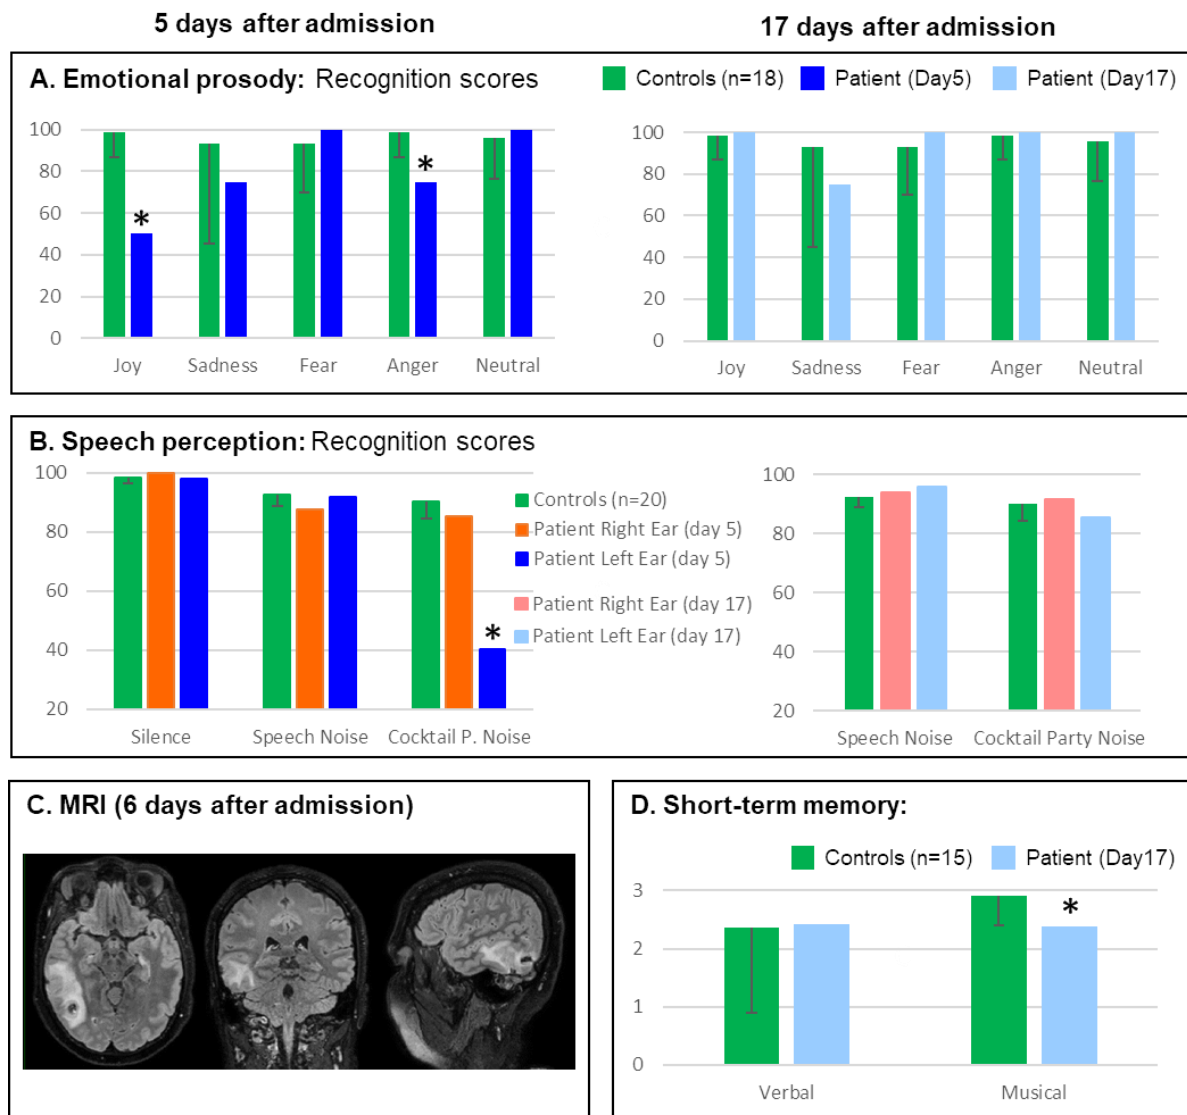 5 days after admission
17 days after admission
A. Emotional prosody: Recognition scores
Controls (n=18)
Patient (Day5)
Patient (Day17)
100
80
60
40
20
0
*
*
Joy
Sadness
Fear
Anger
Neutral
100
80
60
40
20
0
Joy
Sadness
Fear
Anger
Neutral
B. Speech perception: Recognition scores
100
80
60
40
20
*
Silence
Speech Noise
Cocktail P. Noise
Controls (n=20)
Patient Right Ear (day 5)
Patient Left Ear (day 5)
Patient Right Ear (day 17)
Patient Left Ear (day 17)
100
80
60
40
20
Speech Noise
Cocktail Party Noise
C. MRI (6 days after admission)
D. Short-term memory:
Controls (n=15)
Patient (Day17)
3
2
1
0
*
Verbal
Musical